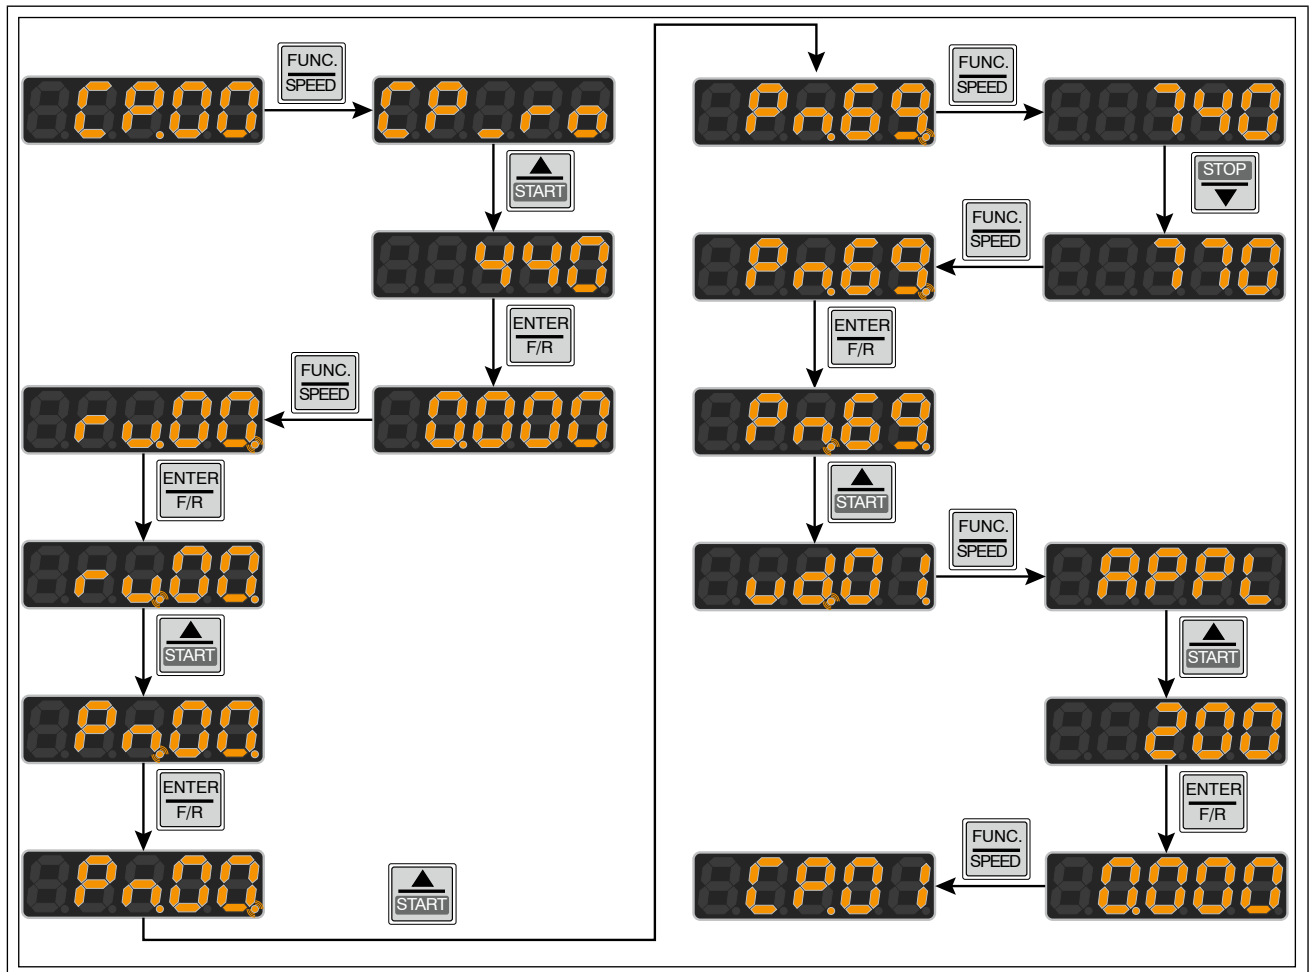 CP.00
FUNC.
SPEED
CP_ro
START
440
ENTER
F/R
0.000
FUNC.
SPEED
ru.00.
ENTER
F/R
ru.00.
START
Pn.00.
ENTER
F/R
Pn.00.
START
Pn.69.
FUNC.
SPEED
740
STOP
770
FUNC.
SPEED
Pn.69.
ENTER
F/R
Pn.69.
START
ud.01.
FUNC.
SPEED
APPL
START
200
ENTER
F/R
0.000
FUNC.
SPEED
CP.01